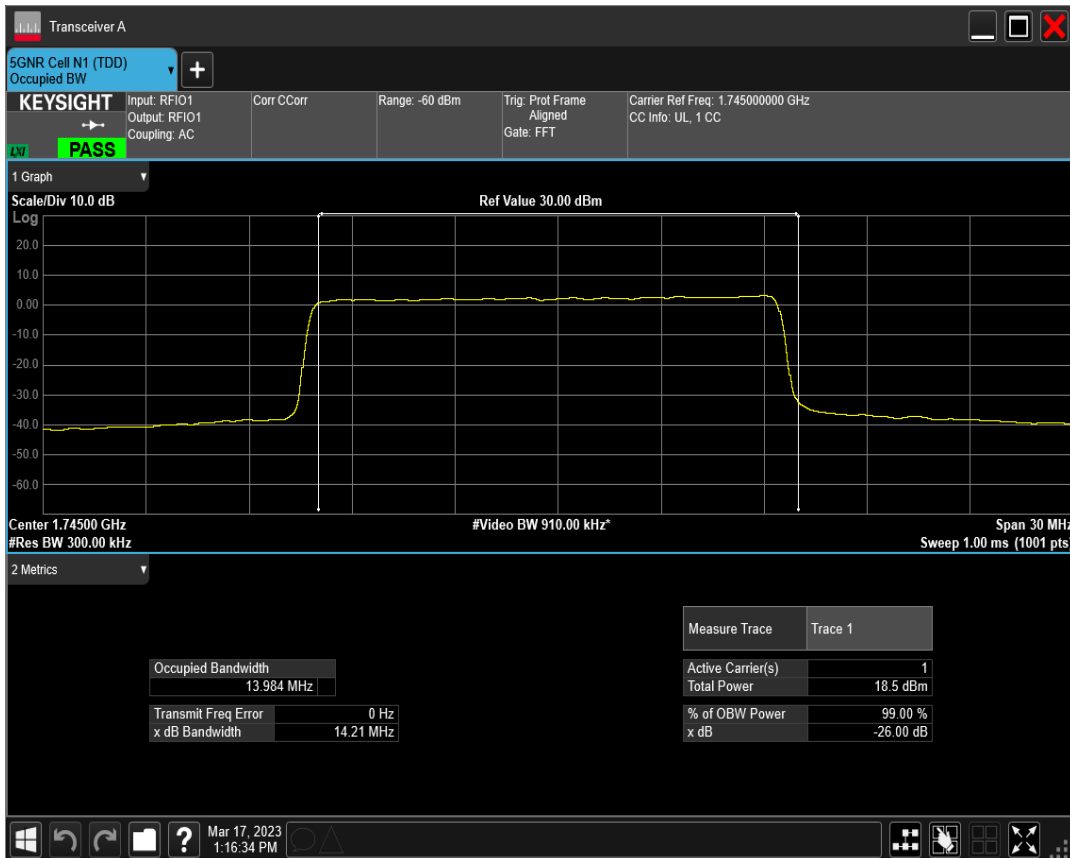 Transceiver A
5GNR Cell N1 (TDD)
Occupied BW
+
KEYSIGHT
LXI
PASS
Input: RFIO1
Output: RFIO1
Coupling: AC
Corr CCorr
Range: -60 dBm
Trig: Prot Frame
Aligned
Gate: FFT
Carrier Ref Freq: 1.745000000 GHz
CC Info: UL, 1 CC
1 Graph
Scale/Div 10.0 dB
Ref Value 30.00 dBm
Log
20.0
10.0
0.00
-10.0
-20.0
-30.0
-40.0
-50.0
-60.0
Center 1.74500 GHz
#Video BW 910.00 kHz*
Span 30 MHz
#Res BW 300.00 kHz
Sweep 1.00 ms (1001 pts)
2 Metrics
Measure Trace Trace 1
Occupied Bandwidth
13.984 MHz
Active Carrier(s) 1
Total Power 18.5 dBm
Transmit Freq Error 0 Hz
x dB Bandwidth 14.21 MHz
% of OBW Power 99.00 %
x dB -26.00 dB
?
Mar 17, 2023
1:16:34 PM